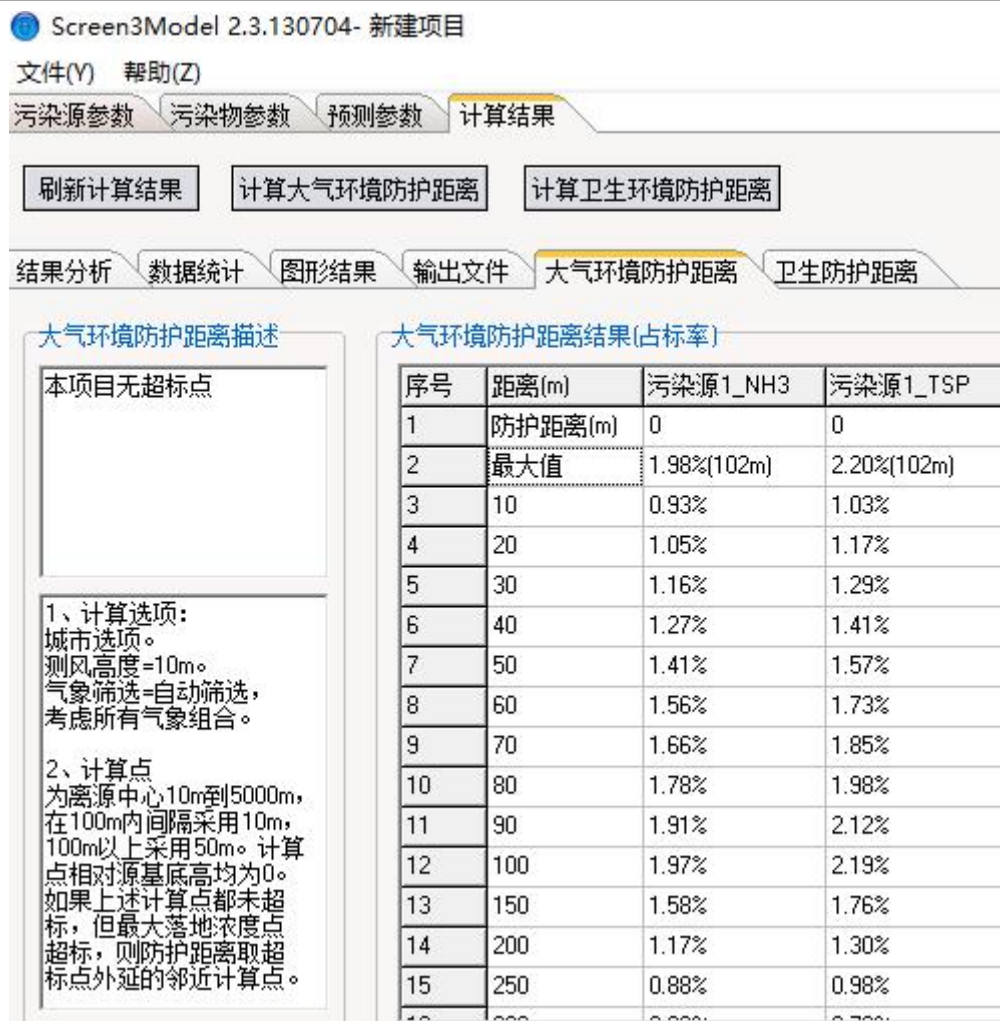 Screen3Model 2.3.130704- 新建项目
文件(Y) 帮助(Z)
污染源参数 污染物参数 预测参数 计算结果
刷新计算结果 计算大气环境防护距离 计算卫生环境防护距离
结果分析 数据统计 图形结果 输出文件 大气环境防护距离 卫生防护距离
大气环境防护距离描述
本项目无超标点
1、计算选项:
城市选项。
测风高度=10m。
气象筛选=自动筛选,
考虑所有气象组合。
2、计算点
为离源中心10m到5000m,
在100m内间隔采用10m,
100m以上采用50m。计算
点相对源基底高均为0。
如果上述计算点都未超
标,但最大落地浓度点
超标,则防护距离取超
标点外延的邻近计算点。
大气环境防护距离结果(占标率)
序号 距离(m) 污染源1_NH3 污染源1_TSP
1 防护距离(m) 0 0
2 最大值 1.98%(102m) 2.20%(102m)
3 10 0.93% 1.03%
4 20 1.05% 1.17%
5 30 1.16% 1.29%
6 40 1.27% 1.41%
7 50 1.41% 1.57%
8 60 1.56% 1.73%
9 70 1.66% 1.85%
10 80 1.78% 1.98%
11 90 1.91% 2.12%
12 100 1.97% 2.19%
13 150 1.58% 1.76%
14 200 1.17% 1.30%
15 250 0.88% 0.98%